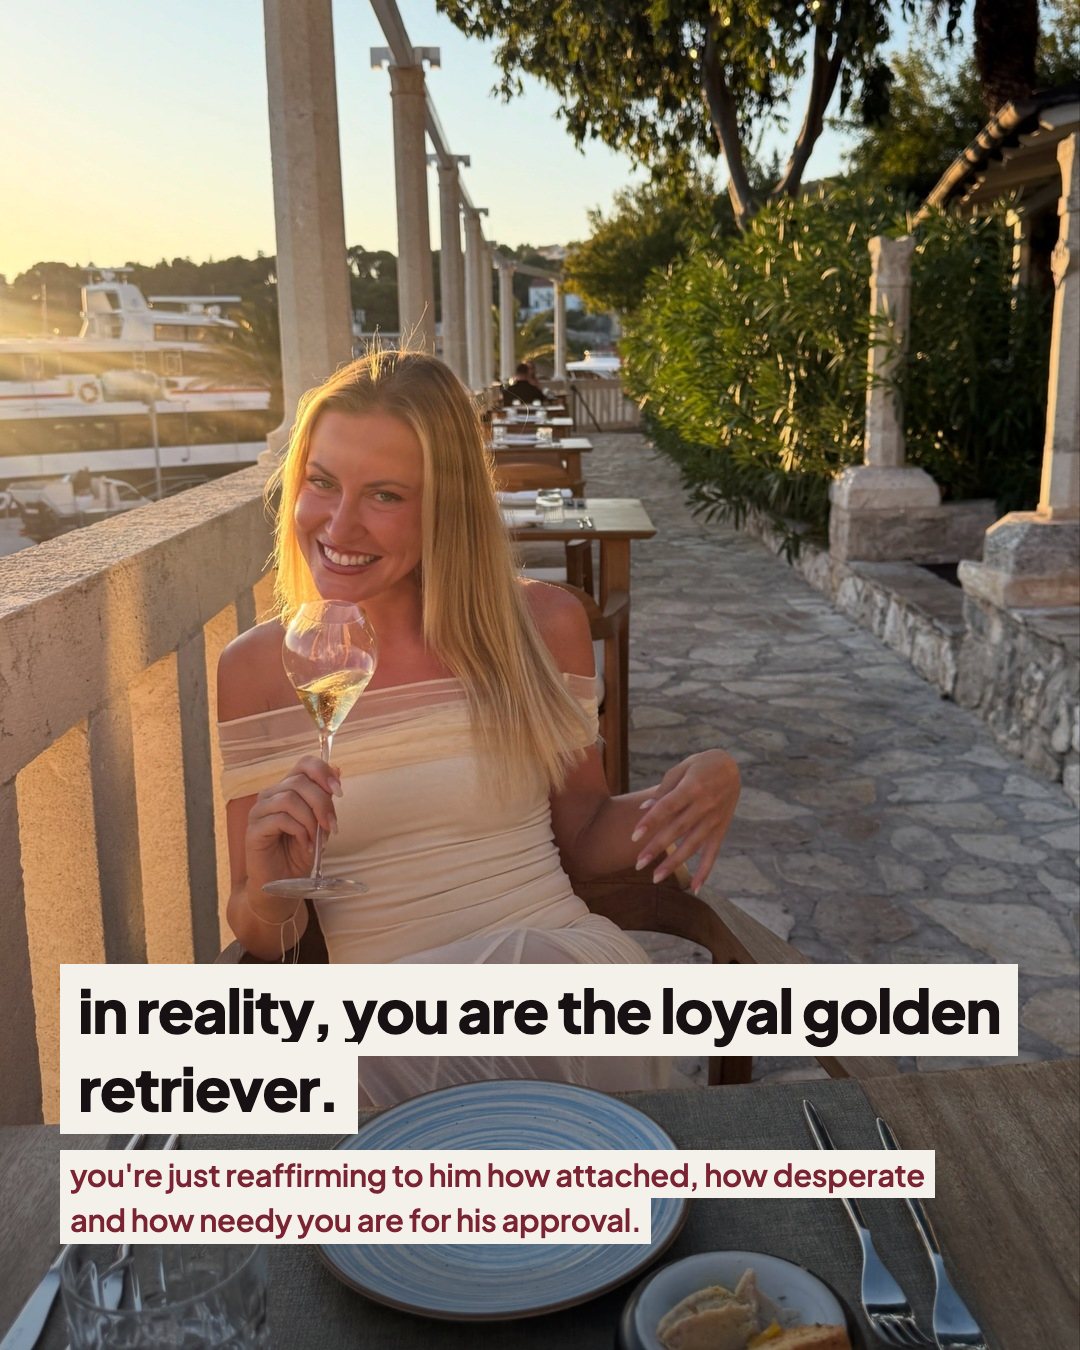 in reality, you are the loyal golden
retriever.
you're just reaffirming to him how attached, how desperate
and how needy you are for his approval.